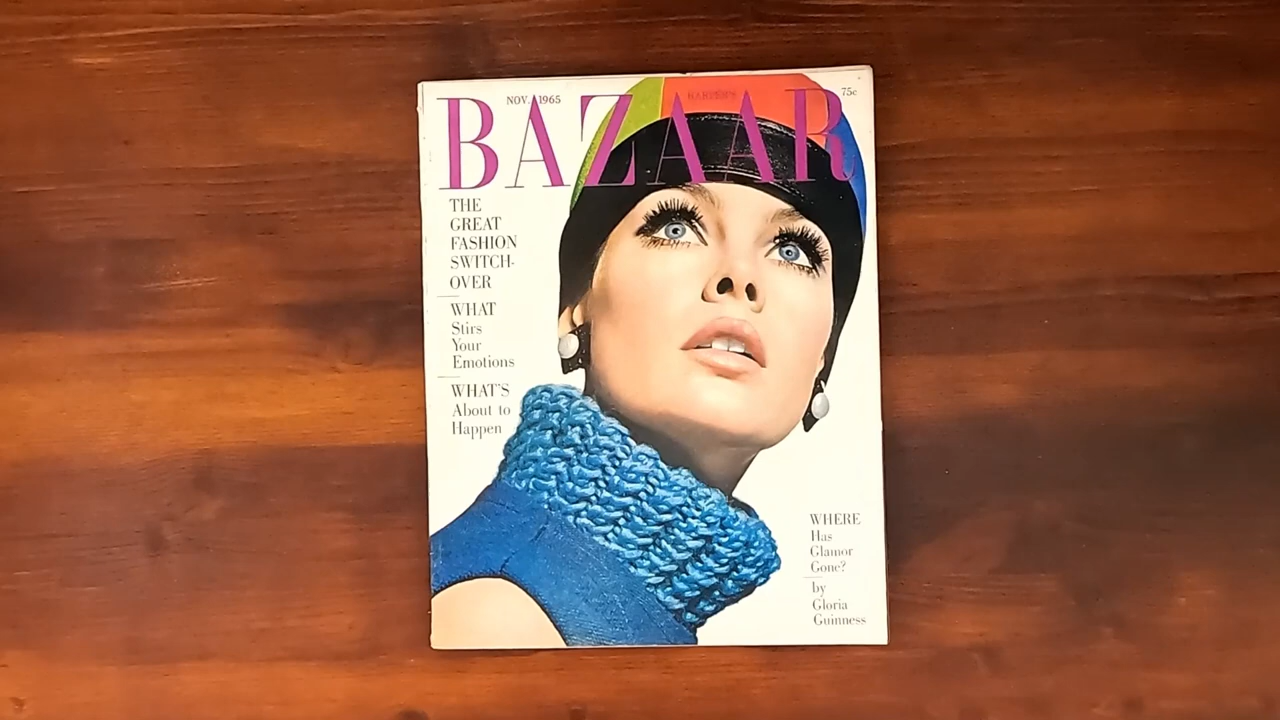 NOV. 1965
HARPER'S
75c
BAZAAR
THE
GREAT
FASHION
SWITCH-
OVER
WHAT
Stirs
Your
Emotions
WHAT'S
About to
Happen
WHERE
Has
Glamor
Gone?
by
Gloria
Guinness